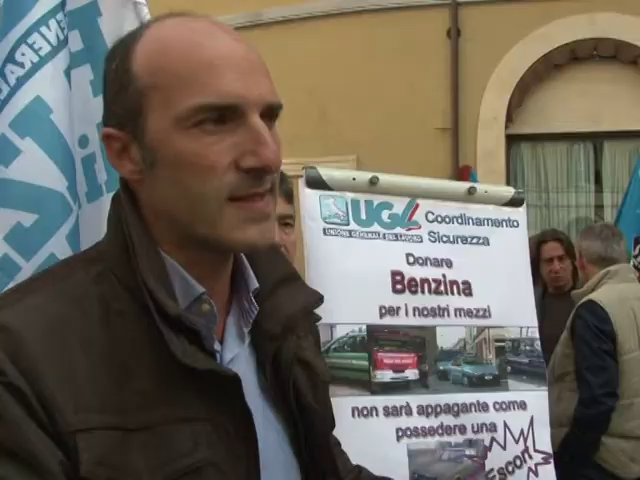 GENERALE
UGL
UNIONE GENERALE DEL LAVORO
Coordinamento
Sicurezza
Donare
Benzina
per i nostri mezzi
non sarà appagante come
possedere una
Escort